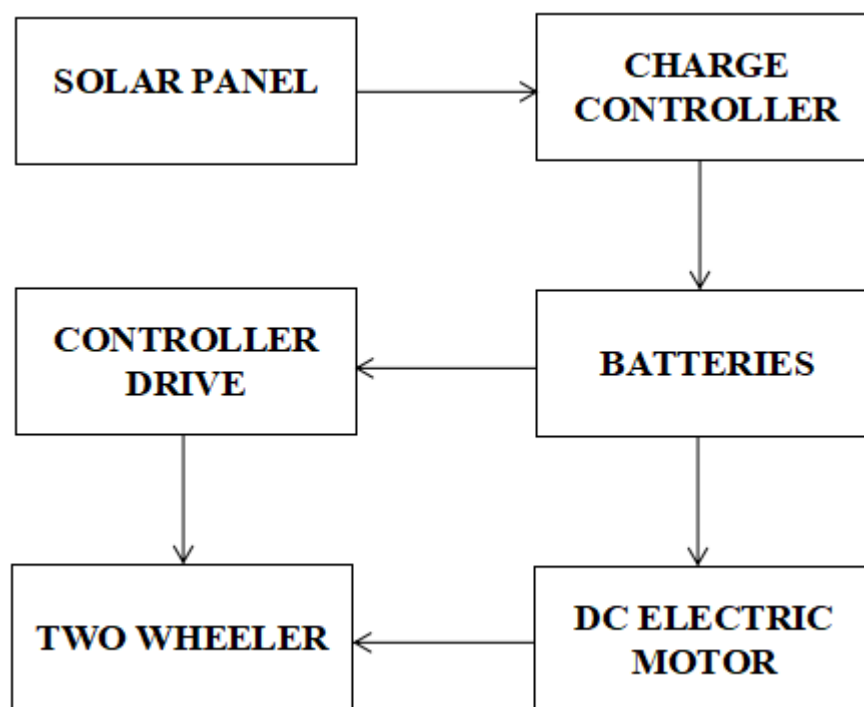 SOLAR PANEL
CHARGE
CONTROLLER
CONTROLLER
DRIVE
BATTERIES
TWO WHEELER
DC ELECTRIC
MOTOR